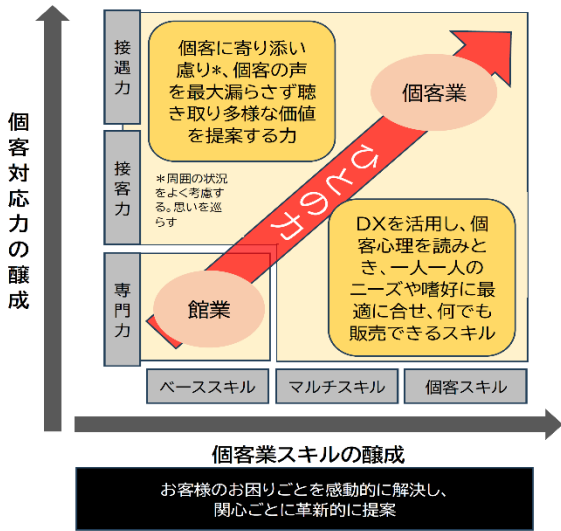 個客対応力の醸成
接遇力
接客力
専門力
個客に寄り添い
慮り*、個客の声
を最大漏らさず聴
き取り多様な価値
を提案する力
*周囲の状況
をよく考慮す
る。思いを巡
らす
個客業
ひとの力
館業
DXを活用し、個
客心理を読みと
き、一人一人の
ニーズや嗜好に最
適に合せ、何でも
販売できるスキル
ベーススキル
マルチスキル
個客スキル
個客業スキルの醸成
お客様のお困りごとを感動的に解決し、
関心ごとに革新的に提案